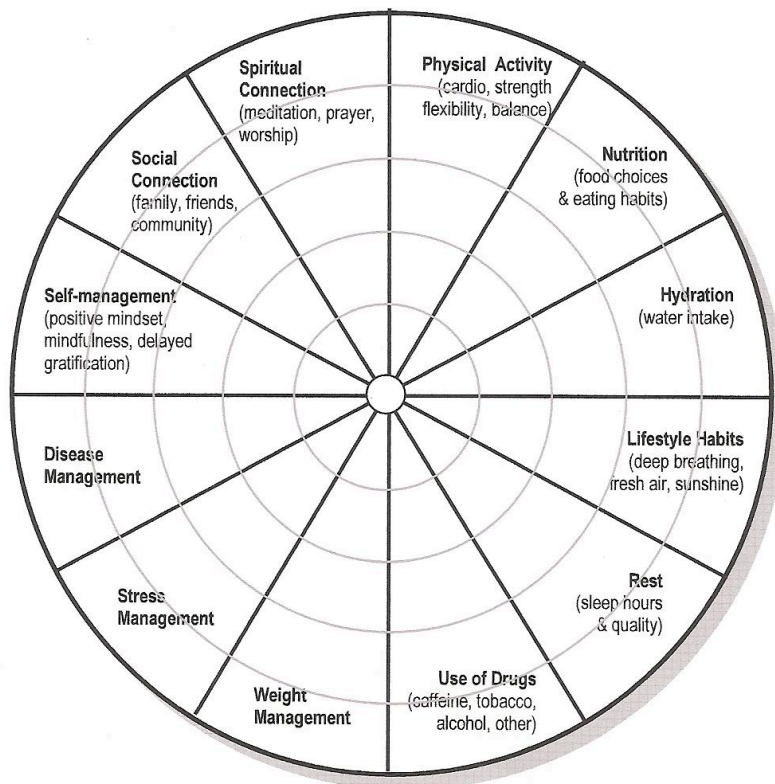 Physical Activity
(cardio, strength
flexibility, balance)
Nutrition
(food choices
& eating habits)
Hydration
(water intake)
Lifestyle Habits
(deep breathing,
fresh air, sunshine)
Rest
(sleep hours
& quality)
Use of Drugs
(caffeine, tobacco,
alcohol, other)
Weight
Management
Stress
Management
Disease
Management
Self-management
(positive mindset,
mindfulness, delayed
gratification)
Social
Connection
(family, friends,
community)
Spiritual
Connection
(meditation, prayer,
worship)